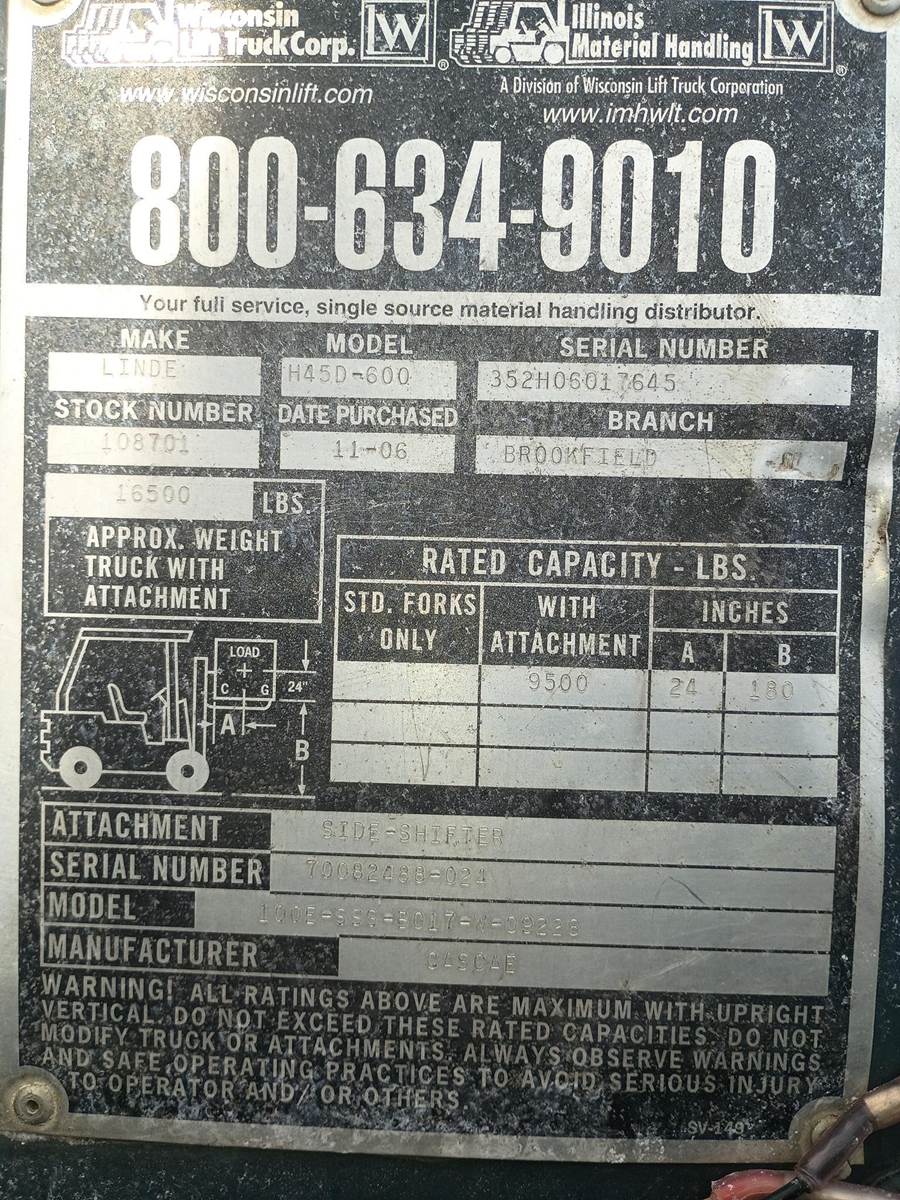 Wisconsin
Lift Truck Corp.
LW
®
Illinois
Material Handling
LW
®
www.wisconsinlift.com
A Division of Wisconsin Lift Truck Corporation
www.imhwlt.com
800-634-9010
Your full service, single source material handling distributor.
MAKE MODEL SERIAL NUMBER
LINDE H45D-600 352H06017645
STOCK NUMBER DATE PURCHASED BRANCH
108701 11-06 BROOKFIELD
16500 LBS.
APPROX. WEIGHT
TRUCK WITH
ATTACHMENT
RATED CAPACITY - LBS.
STD. FORKS ONLY
WITH ATTACHMENT
INCHES
A B
9500 24 180
LOAD
C G
24"
A
B
ATTACHMENT SIDE-SHIFTER
SERIAL NUMBER 70082488-024
MODEL
MANUFACTURER
WARNING! ALL RATINGS ABOVE ARE MAXIMUM WITH UPRIGHT
VERTICAL. DO NOT EXCEED THESE RATED CAPACITIES. DO NOT
MODIFY TRUCK OR ATTACHMENTS. ALWAYS OBSERVE WARNINGS
AND SAFE OPERATING PRACTICES TO AVOID SERIOUS INJURY
TO OPERATOR AND/OR OTHERS.
SV-149